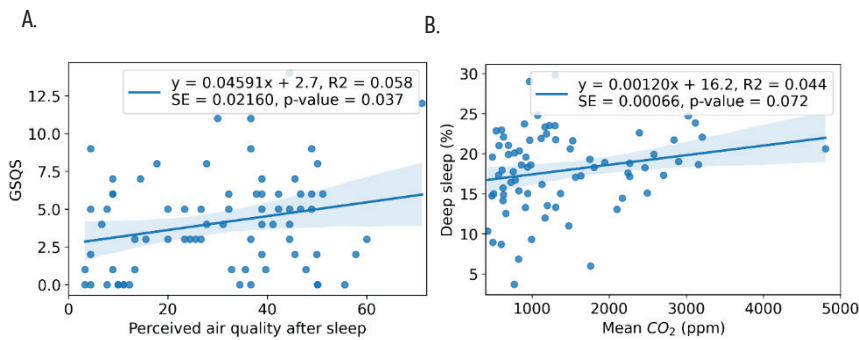 A.
y = 0.04591x + 2.7, R2 = 0.058
SE = 0.02160, p-value = 0.037
GSQS
12.5
10.0
7.5
5.0
2.5
0.0
0
20
40
60
Perceived air quality after sleep
B.
y = 0.00120x + 16.2, R2 = 0.044
SE = 0.00066, p-value = 0.072
Deep sleep (%)
30
25
20
15
10
5
1000
2000
3000
4000
5000
Mean CO₂ (ppm)